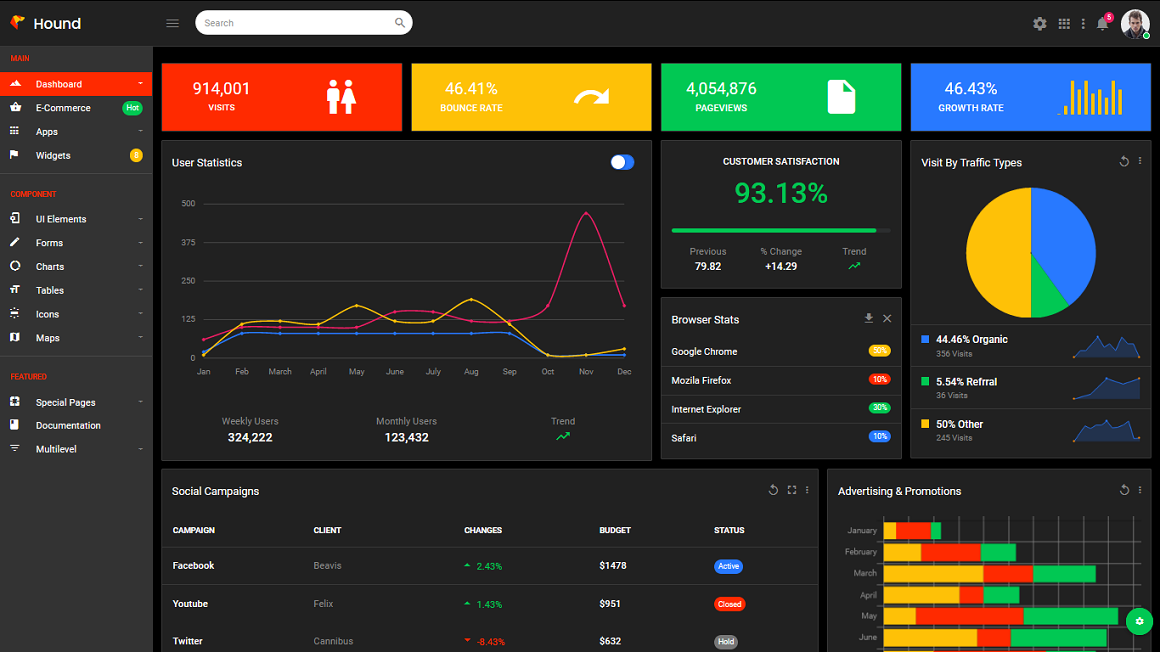 Hound
Search
5
MAIN
Dashboard
E-Commerce Hot
Apps
Widgets 8
COMPONENT
UI Elements
Forms
Charts
Tables
Icons
Maps
FEATURED
Special Pages
Documentation
Multilevel
914,001
VISITS
46.41%
BOUNCE RATE
4,054,876
PAGEVIEWS
46.43%
GROWTH RATE
User Statistics
500
375
250
125
0
Jan Feb March April May June July Aug Sep Oct Nov Dec
Weekly Users Monthly Users Trend
324,222 123,432
CUSTOMER SATISFACTION
93.13%
Previous % Change Trend
79.82 +14.29
Browser Stats
Google Chrome 50%
Mozila Firefox 10%
Internet Explorer 30%
Safari 10%
Visit By Traffic Types
44.46% Organic
356 Visits
5.54% Refrral
36 Visits
50% Other
245 Visits
Social Campaigns
CAMPAIGN CLIENT CHANGES BUDGET STATUS
Facebook Beavis 2.43% $1478 Active
Youtube Felix 1.43% $951 Closed
Twitter Cannibus -8.43% $632 Hold
Advertising & Promotions
January
February
March
April
May
June